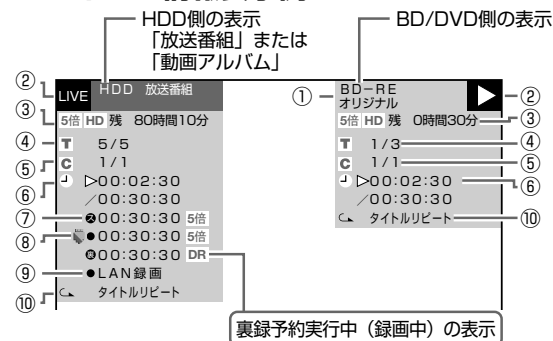 HDD側の表示
「放送番組」または
「動画アルバム」
BD/DVD側の表示
②
LIVE
HDD 放送番組
③
5倍 HD 残 80時間10分
④
T 5/5
⑤
C 1/1
⑥
▷00:02:30
/00:30:30
⑦
00:30:30 5倍
⑧
●00:30:30 5倍
00:30:30 DR
⑨
●LAN録画
⑩
タイトルリピート
①
BD-RE
オリジナル
②
5倍 HD 残 0時間30分
③
T 1/3
④
C 1/1
⑤
▷00:02:30
⑥
/00:30:30
タイトルリピート
⑩
裏録予約実行中（録画中）の表示